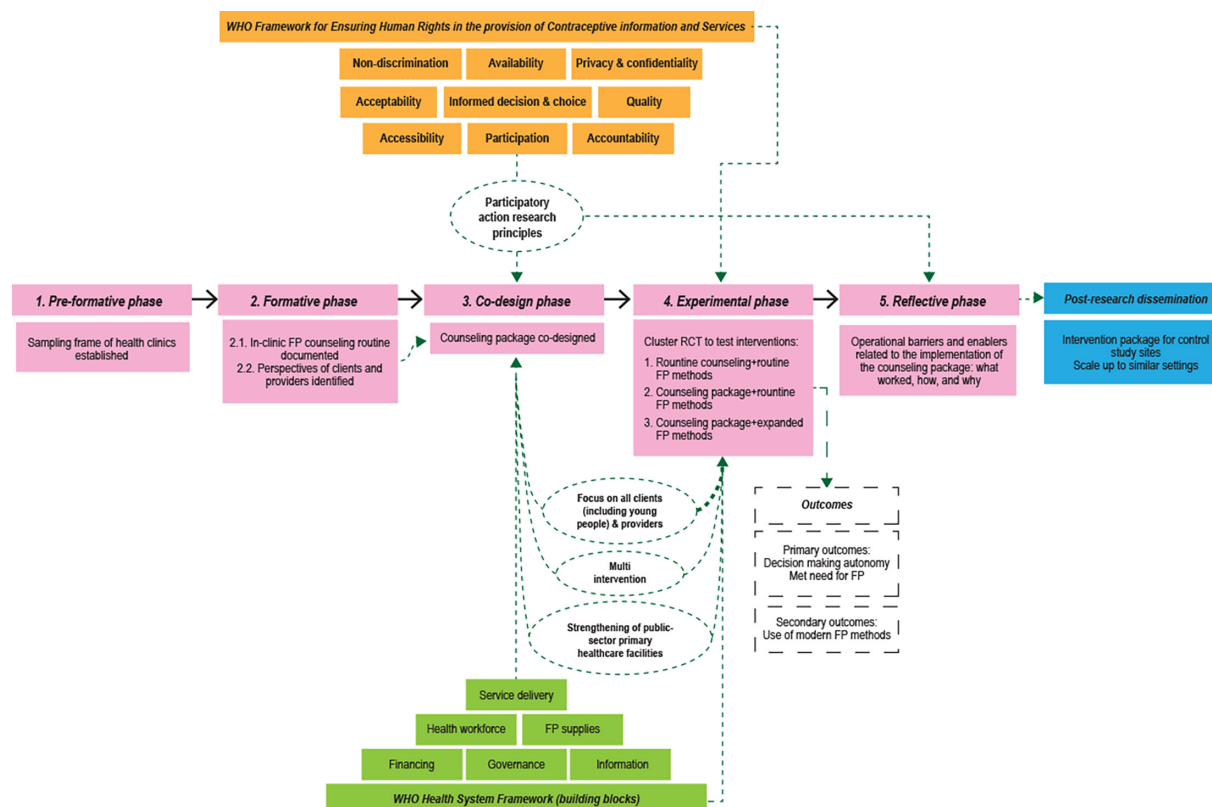 WHO Framework for Ensuring Human Rights in the provision of Contraceptive information and Services
Non-discrimination
Availability
Privacy & confidentiality
Acceptability
Informed decision & choice
Quality
Accessibility
Participation
Accountability
Participatory
action research
principles
1. Pre-formative phase
2. Formative phase
3. Co-design phase
4. Experimental phase
5. Reflective phase
Post-research dissemination
Sampling frame of health clinics
established
2.1. In-clinic FP counseling routine
documented
2.2. Perspectives of clients and
providers identified
Counseling package co-designed
Cluster RCT to test interventions:
1. Rountine counseling+routine
FP methods
2. Counseling package+rountine
FP methods
3. Counseling package+expanded
FP methods
Operational barriers and enablers
related to the implementation of
the counseling package: what
worked, how, and why
Intervention package for control
study sites
Scale up to similar settings
Focus on all clients
(including young
people) & providers
Multi
intervention
Strengthening of public-
sector primary
healthcare facilities
Outcomes
Primary outcomes:
Decision making autonomy
Met need for FP
Secondary outcomes:
Use of modern FP methods
Service delivery
Health workforce
FP supplies
Financing
Governance
Information
WHO Health System Framework (building blocks)